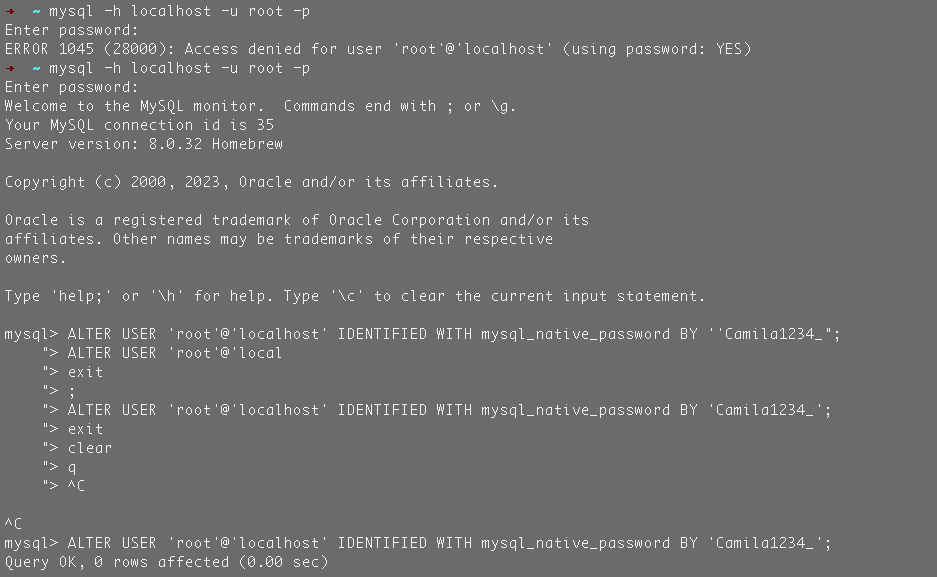 ➜  ~ mysql -h localhost -u root -p
Enter password:
ERROR 1045 (28000): Access denied for user 'root'@'localhost' (using password: YES)
➜  ~ mysql -h localhost -u root -p
Enter password:
Welcome to the MySQL monitor.  Commands end with ; or \g.
Your MySQL connection id is 35
Server version: 8.0.32 Homebrew
Copyright (c) 2000, 2023, Oracle and/or its affiliates.
Oracle is a registered trademark of Oracle Corporation and/or its
affiliates. Other names may be trademarks of their respective
owners.
Type 'help;' or '\h' for help. Type '\c' to clear the current input statement.
mysql> ALTER USER 'root'@'localhost' IDENTIFIED WITH mysql_native_password BY ''Camila1234_";
    "> ALTER USER 'root'@'local
    "> exit
    "> ;
    "> ALTER USER 'root'@'localhost' IDENTIFIED WITH mysql_native_password BY 'Camila1234_';
    "> exit
    "> clear
    "> q
    "> ^C
^C
mysql> ALTER USER 'root'@'localhost' IDENTIFIED WITH mysql_native_password BY 'Camila1234_';
Query OK, 0 rows affected (0.00 sec)